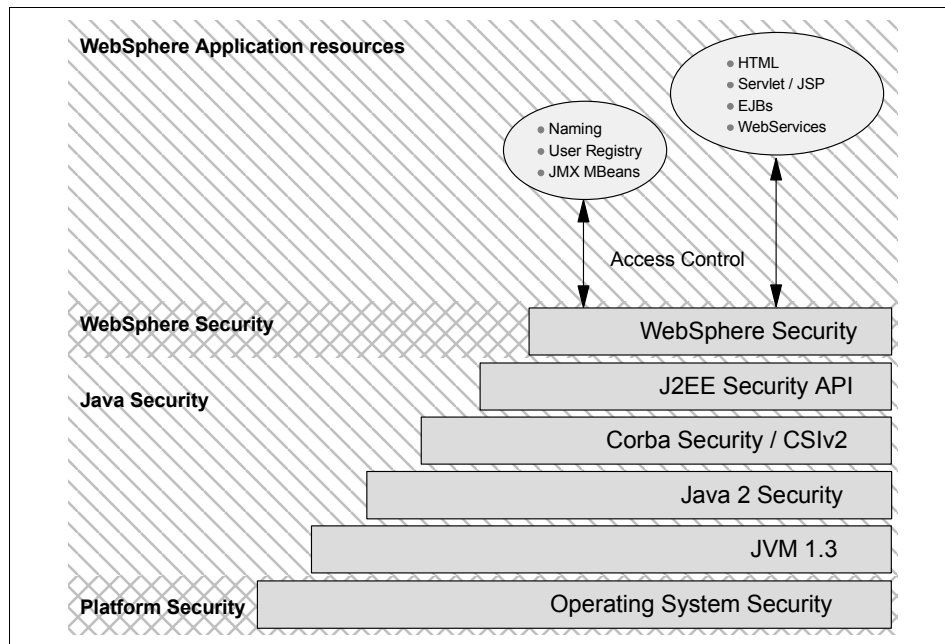 WebSphere Application resources
● HTML
● Servlet / JSP
● EJBs
● WebServices
● Naming
● User Registry
● JMX MBeans
Access Control
WebSphere Security
WebSphere Security
Java Security
J2EE Security API
Corba Security / CSIv2
Java 2 Security
JVM 1.3
Platform Security
Operating System Security